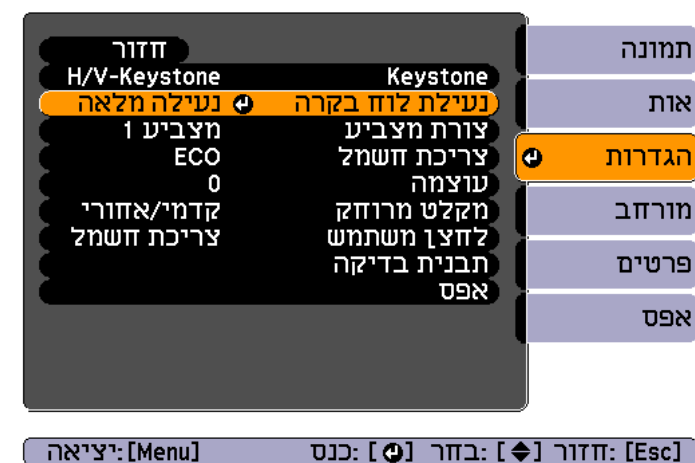 חזור
Keystone H/V-Keystone
נעילת לוח בקרה נעילה מלאה
צורת מצביע מצביע 1
צריכת חשמל ECO
עוצמה 0
מקלט מרוחק קדמי/אחורי
לחצן משתמש צריכת חשמל
תבנית בדיקה
אפס
תמונה
אות
הגדרות
מורחב
פרטים
אפס
[Esc] :חזור [ ] :בחר [ ] :כנס [Menu] :יציאה